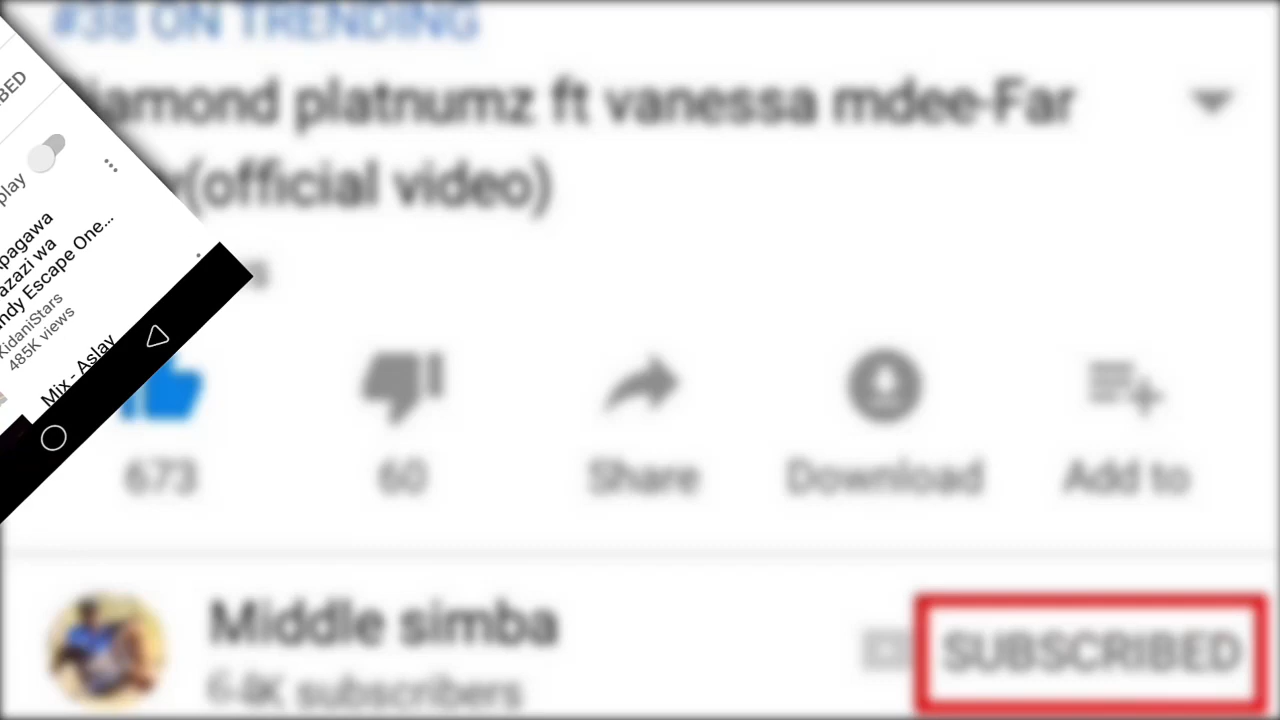 #38 ON TRENDING
iamond platnumz ft vanessa mdee-Far
(official video)
673
60
Share
Download
Add to
Middle simba
K subscribers
SUBSCRIBED
BED
play
pagawa
azazi wa
ndy Escape One...
KidaniStars
485K views
Mix - Aslay